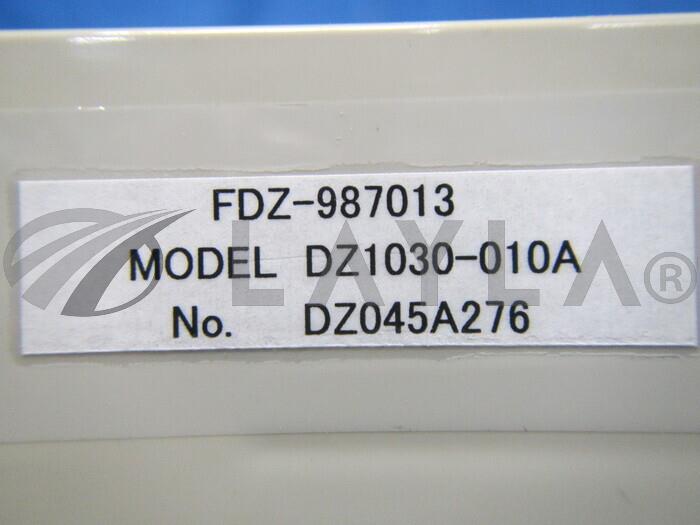 FDZ-987013
MODEL DZ1030-010A
No. DZ045A276
LAYLA®